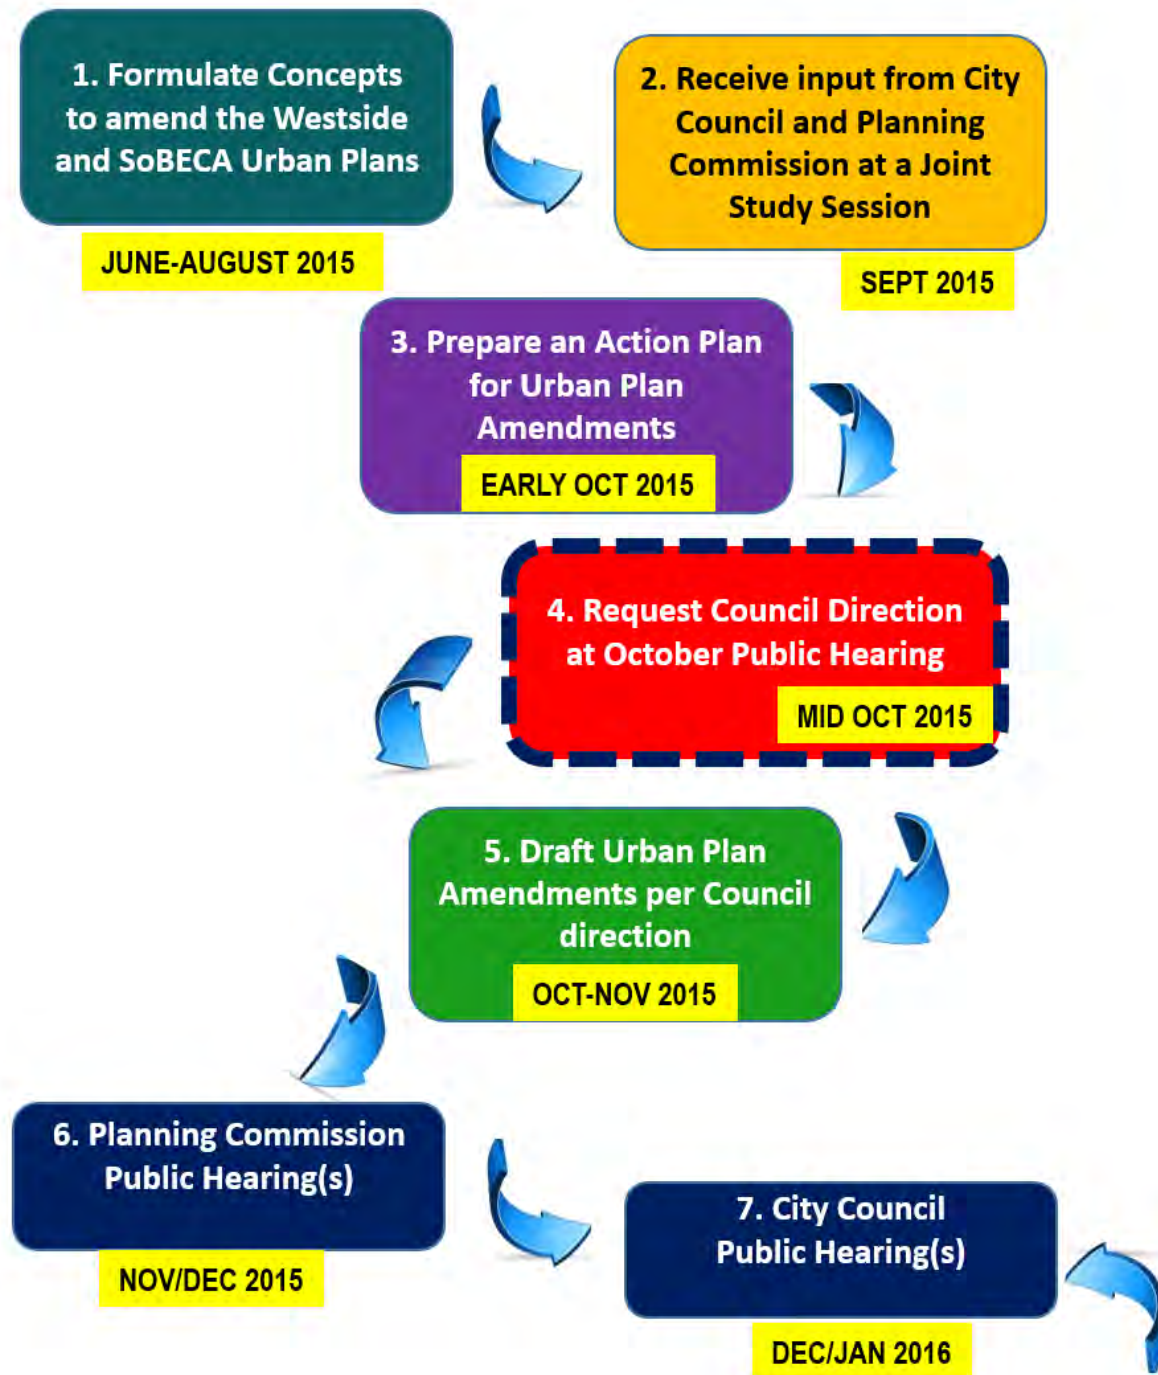 1. Formulate Concepts
to amend the Westside
and SoBECA Urban Plans
JUNE-AUGUST 2015
2. Receive input from City
Council and Planning
Commission at a Joint
Study Session
SEPT 2015
3. Prepare an Action Plan
for Urban Plan
Amendments
EARLY OCT 2015
4. Request Council Direction
at October Public Hearing
MID OCT 2015
5. Draft Urban Plan
Amendments per Council
direction
OCT-NOV 2015
6. Planning Commission
Public Hearing(s)
NOV/DEC 2015
7. City Council
Public Hearing(s)
DEC/JAN 2016